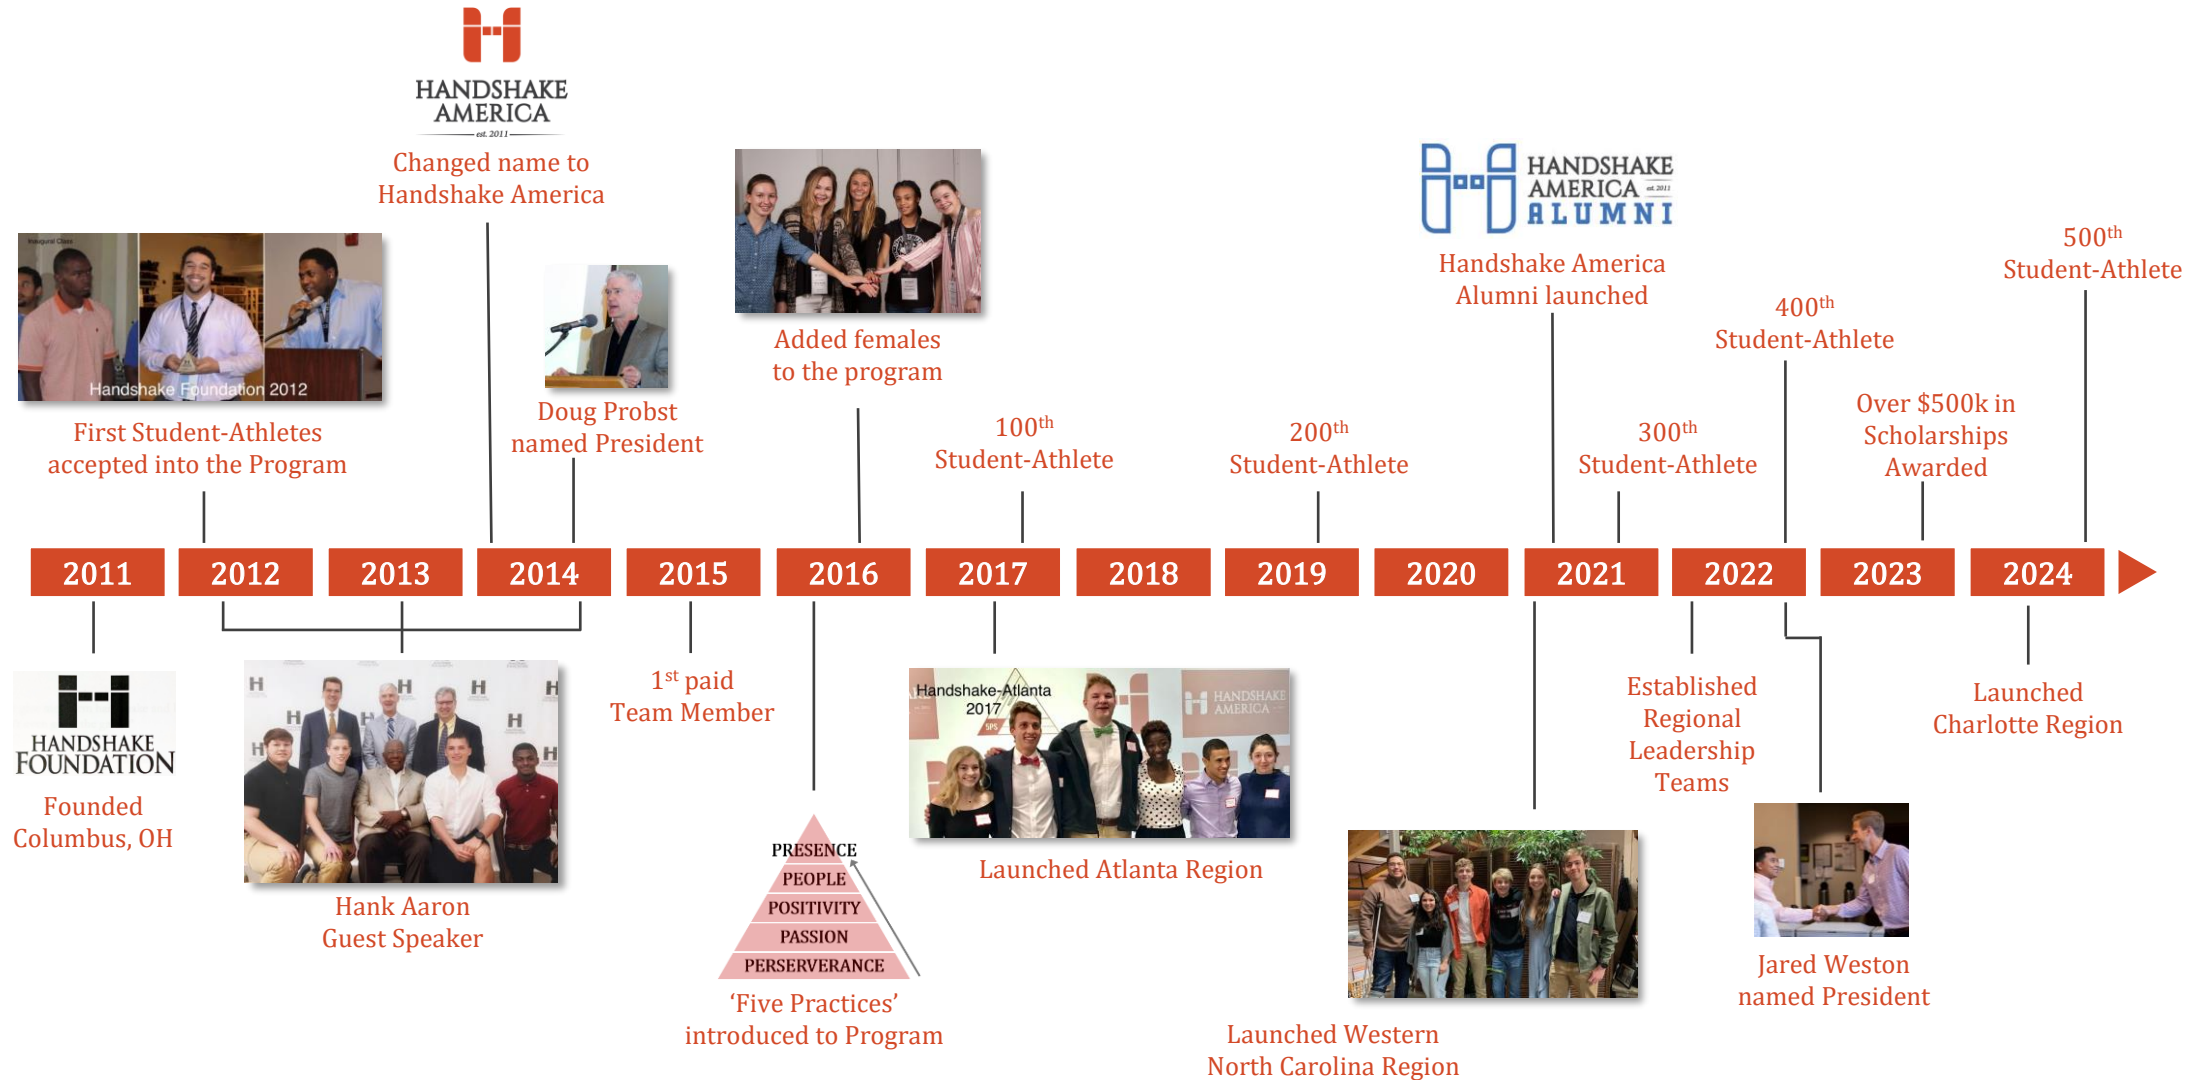 HANDSHAKE
AMERICA
est. 2011
Changed name to
Handshake America
Inaugural Class
Handshake Foundation 2012
First Student-Athletes
accepted into the Program
Doug Probst
named President
Added females
to the program
100th
Student-Athlete
200th
Student-Athlete
HANDSHAKE
AMERICA est. 2011
ALUMNI
Handshake America
Alumni launched
300th
Student-Athlete
400th
Student-Athlete
Over $500k in
Scholarships
Awarded
500th
Student-Athlete
2011
2012
2013
2014
2015
2016
2017
2018
2019
2020
2021
2022
2023
2024
HANDSHAKE
FOUNDATION
Founded
Columbus, OH
Hank Aaron
Guest Speaker
1st paid
Team Member
PRESENCE
PEOPLE
POSITIVITY
PASSION
PERSERVERANCE
‘Five Practices’
introduced to Program
Handshake-Atlanta
2017
SPS
HANDSHAKE
AMERICA
Launched Atlanta Region
Launched Western
North Carolina Region
Established
Regional
Leadership
Teams
Jared Weston
named President
Launched
Charlotte Region